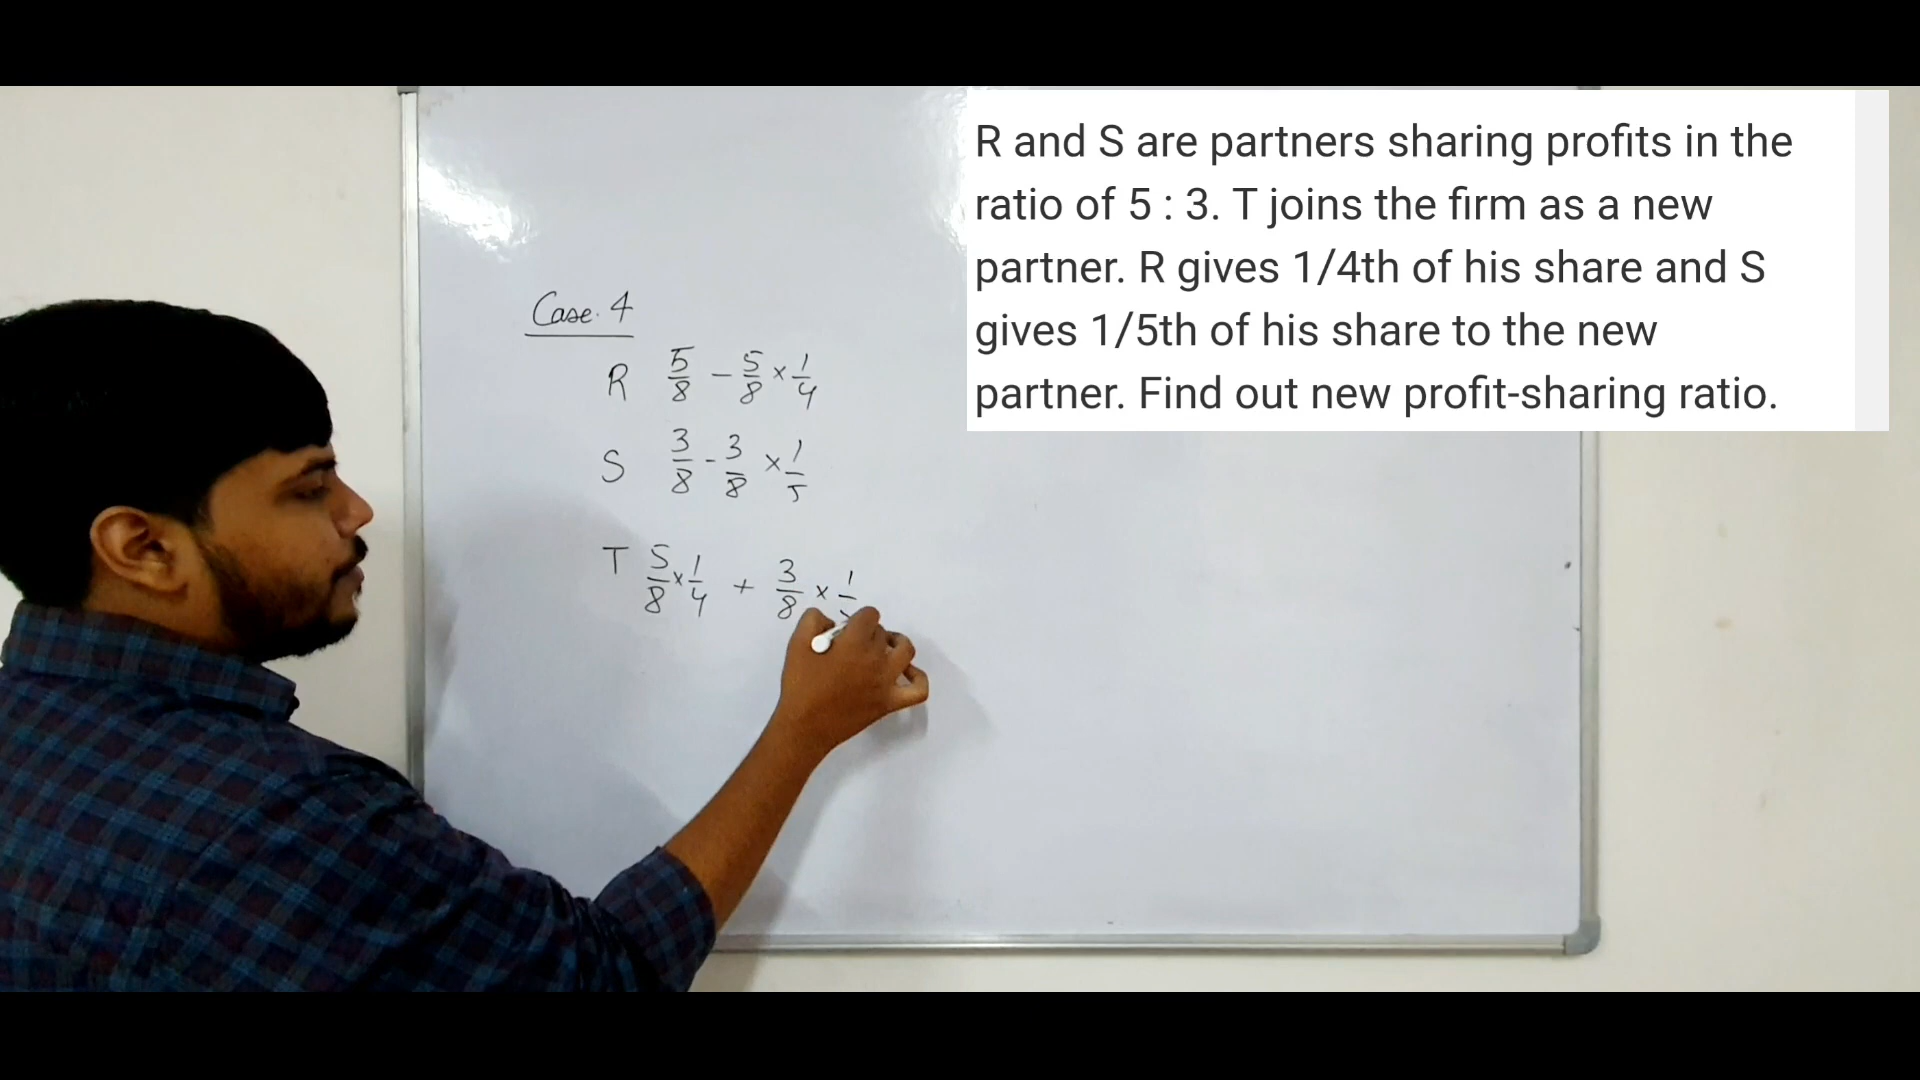 R and S are partners sharing profits in the
ratio of 5 : 3. T joins the firm as a new
partner. R gives 1/4th of his share and S
gives 1/5th of his share to the new
partner. Find out new profit-sharing ratio.
Case. 4
R 5/8 - 5/8 × 1/4
S 3/8 - 3/8 × 1/5
T 5/8 × 1/4 + 3/8 × 1/